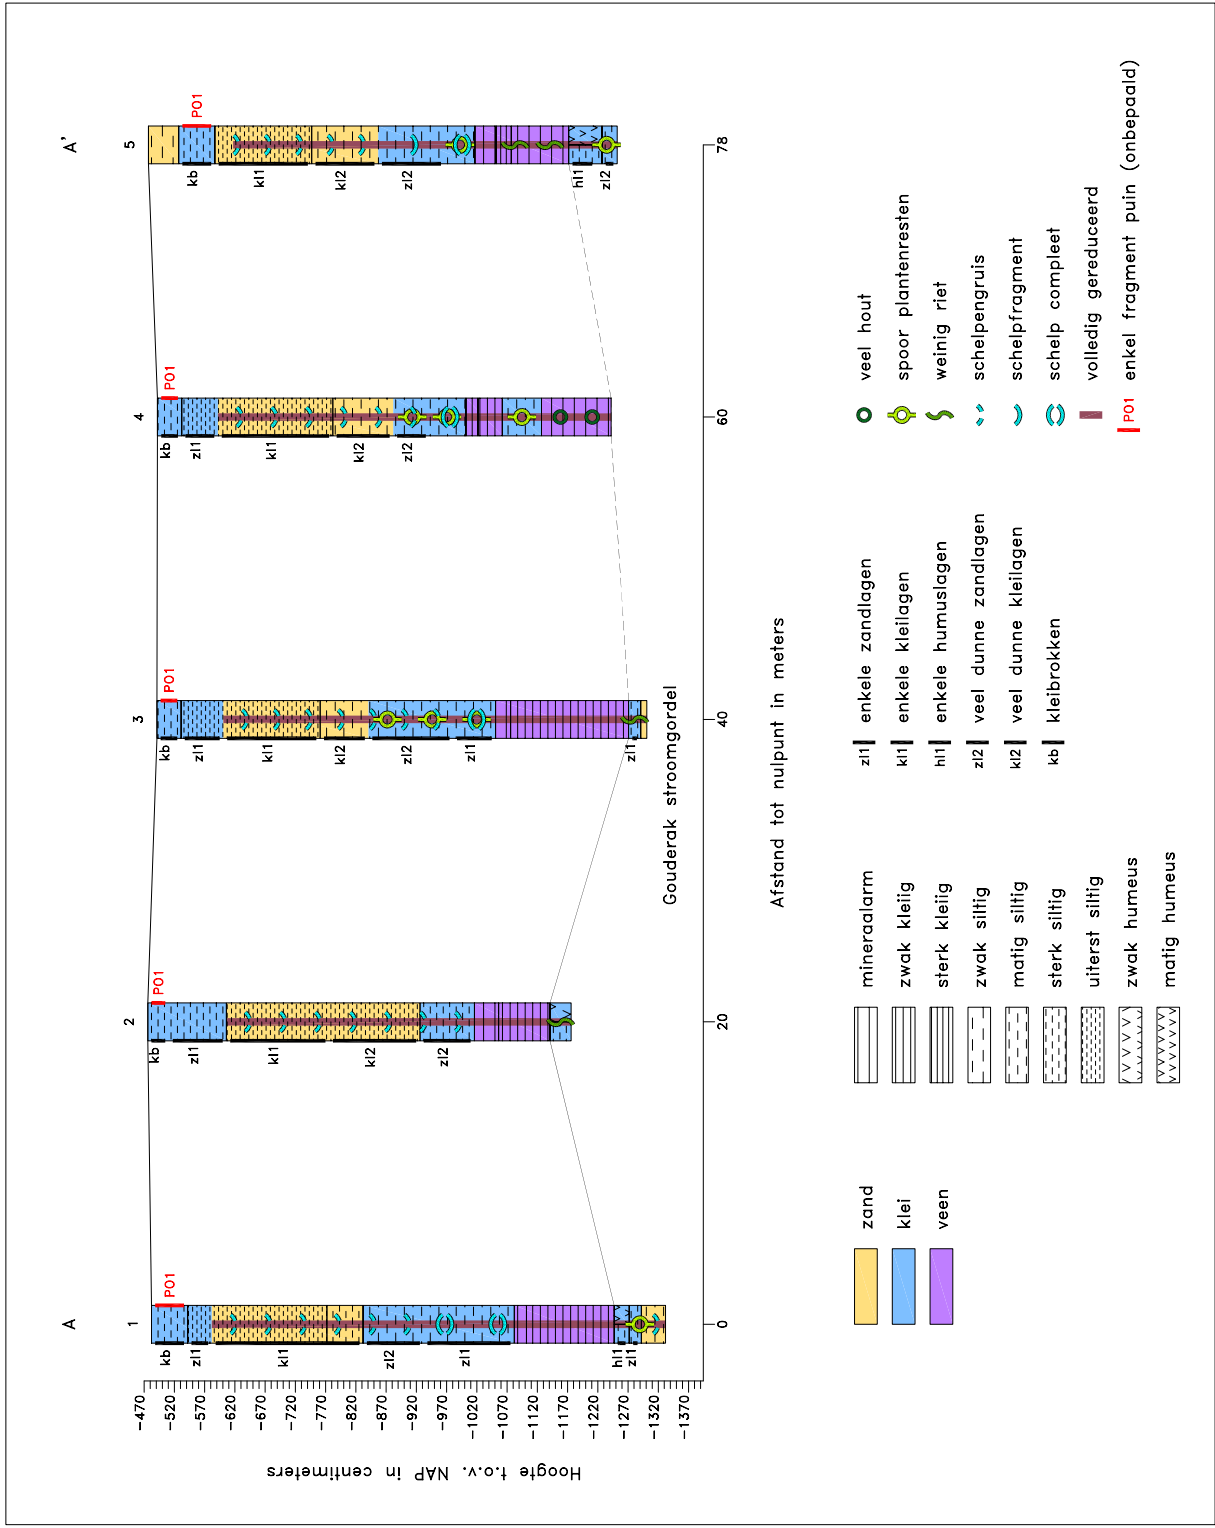 A
A'
1
2
3
4
5
kb
zl1
kl1
zl2
zl1
hl1
zl1
PO1
kb
zl1
kl1
kl2
zl2
PO1
kb
zl1
kl1
kl2
zl2
zl1
zl1
PO1
kb
zl1
kl1
kl2
zl2
PO1
kb
kl1
kl2
zl2
hl1
zl2
PO1
-470
-520
-570
-620
-670
-720
-770
-820
-870
-920
-970
-1020
-1070
-1120
-1170
-1220
-1270
-1320
-1370
Hoogte t.o.v. NAP in centimeters
Gouderak stroomgordel
0
20
40
60
78
Afstand tot nulpunt in meters
zand
klei
veen
mineraalarm
zwak kleiig
sterk kleiig
zwak siltig
matig siltig
sterk siltig
uiterst siltig
zwak humeus
matig humeus
zl1 enkele zandlagen
kl1 enkele kleilagen
hl1 enkele humuslagen
zl2 veel dunne zandlagen
kl2 veel dunne kleilagen
kb kleibrokken
veel hout
spoor plantenresten
weinig riet
schelpengruis
schelpfragment
schelp compleet
volledig gereduceerd
PO1 enkel fragment puin (onbepaald)